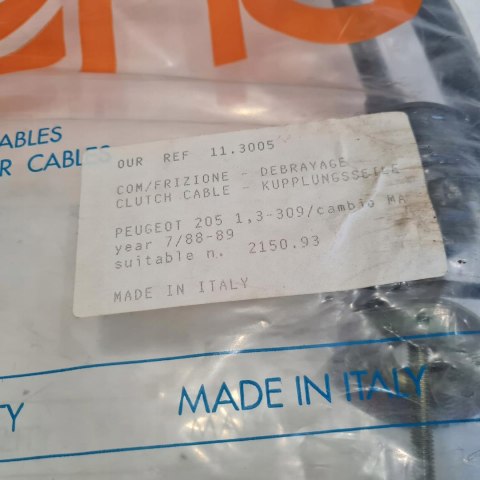 ABLES
R CABLES
OUR REF 11.3005
COM/FRIZIONE - DEBRAYAGE
CLUTCH CABLE - KUPPLUNGSSEILE
PEUGEOT 205 1,3-309/cambio MA
year 7/88-89
suitable n. 2150.93
MADE IN ITALY
TY
MADE IN ITALY